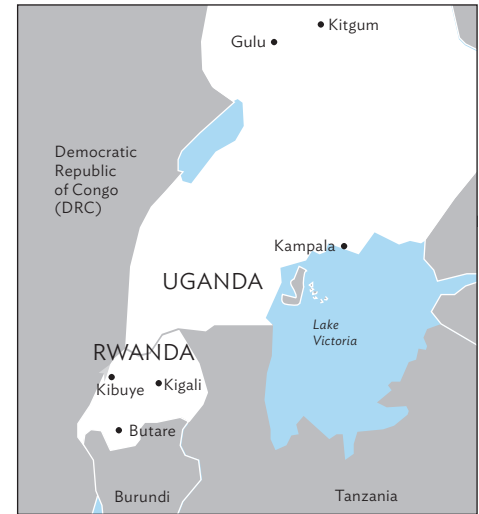 Kitgum
Gulu
Democratic
Republic
of Congo
(DRC)
Kampala
UGANDA
Lake
Victoria
RWANDA
Kibuye
Kigali
Butare
Burundi
Tanzania